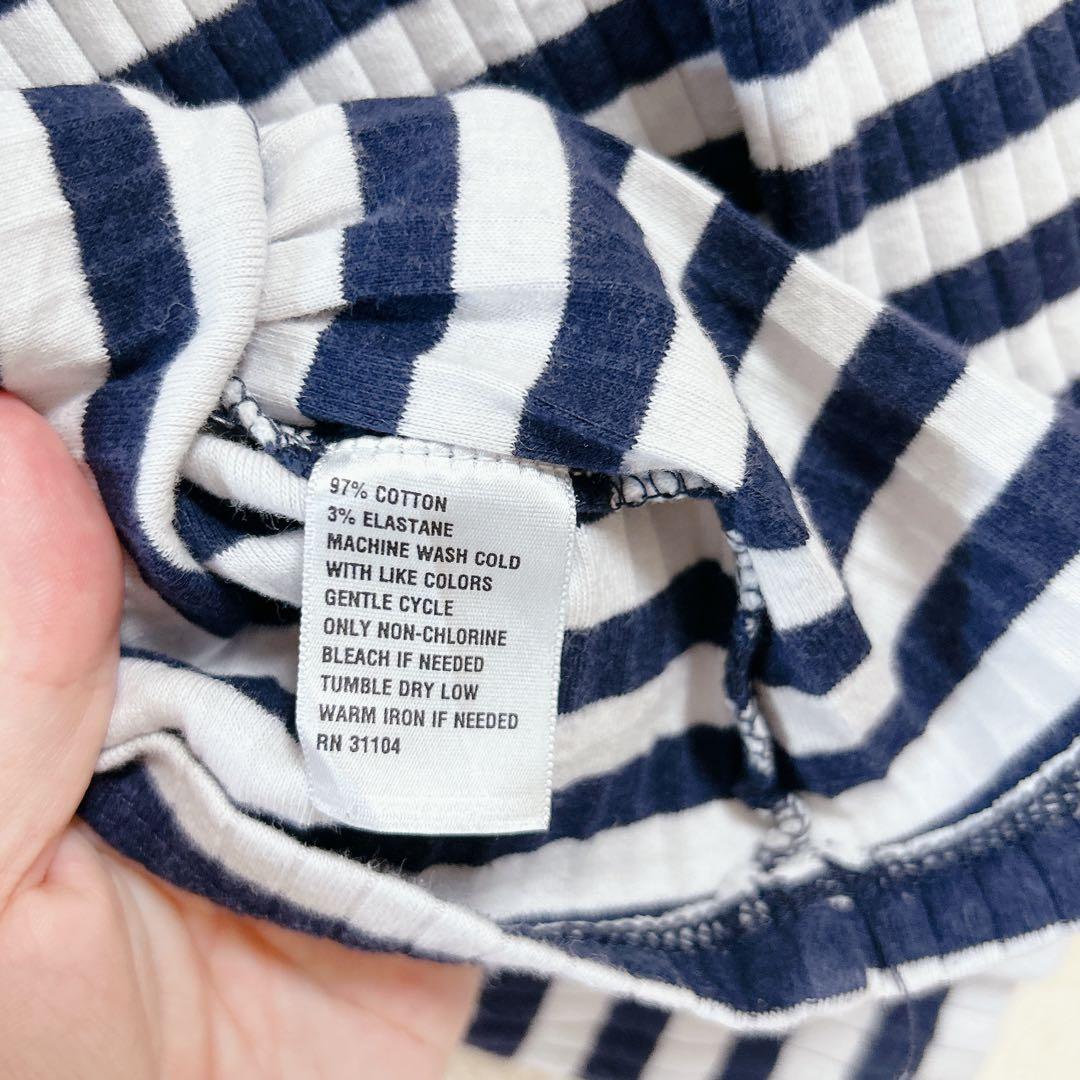 97% COTTON
3% ELASTANE
MACHINE WASH COLD
WITH LIKE COLORS
GENTLE CYCLE
ONLY NON-CHLORINE
BLEACH IF NEEDED
TUMBLE DRY LOW
WARM IRON IF NEEDED
RN 31104